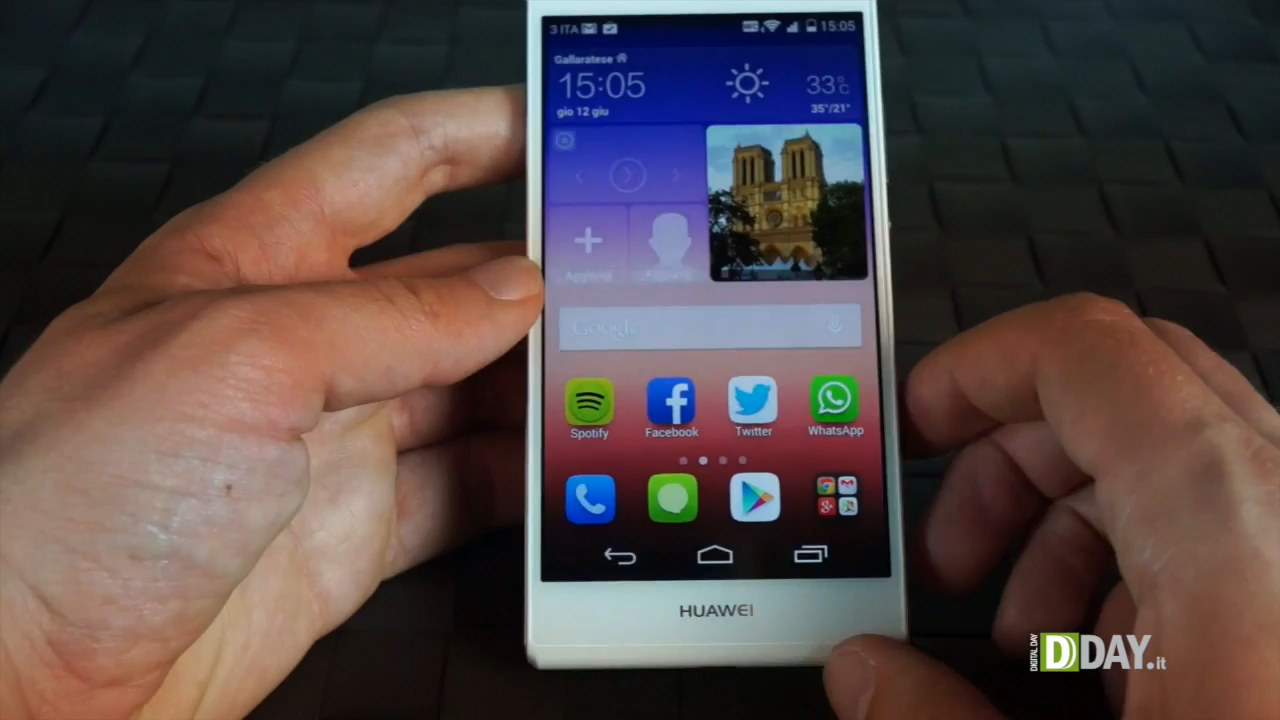 3 ITA
15:05
Gallaratese
15:05
33°C
gio 12 giu
35°/21°
Aggiungi
Google
Spotify
Facebook
Twitter
WhatsApp
HUAWEI
DIGITAL DAY
DDAY.it